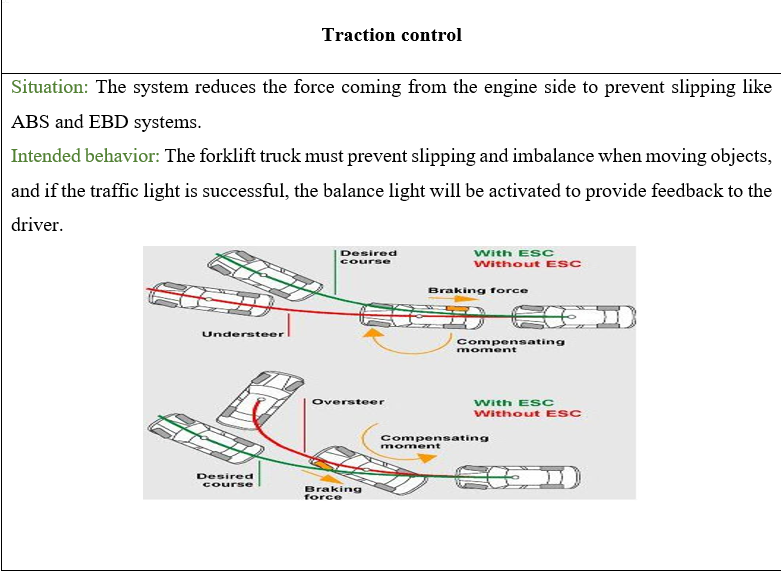 Traction control
Situation: The system reduces the force coming from the engine side to prevent slipping like
ABS and EBD systems.
Intended behavior: The forklift truck must prevent slipping and imbalance when moving objects,
and if the traffic light is successful, the balance light will be activated to provide feedback to the
driver.
Desired
course
With ESC
Without ESC
Braking force
Understeer
Compensating
moment
Oversteer
With ESC
Without ESC
Compensating
moment
Desired
course
Braking
force